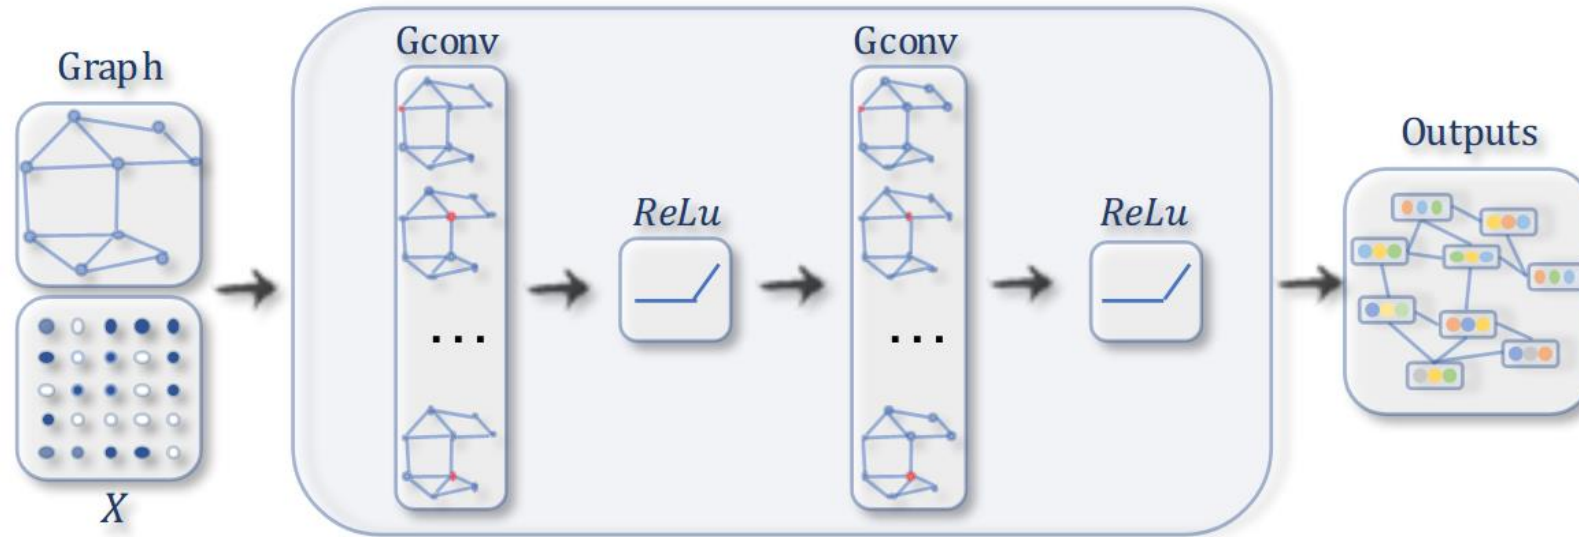 Graph
X
Gconv
...
ReLu
Gconv
...
ReLu
Outputs